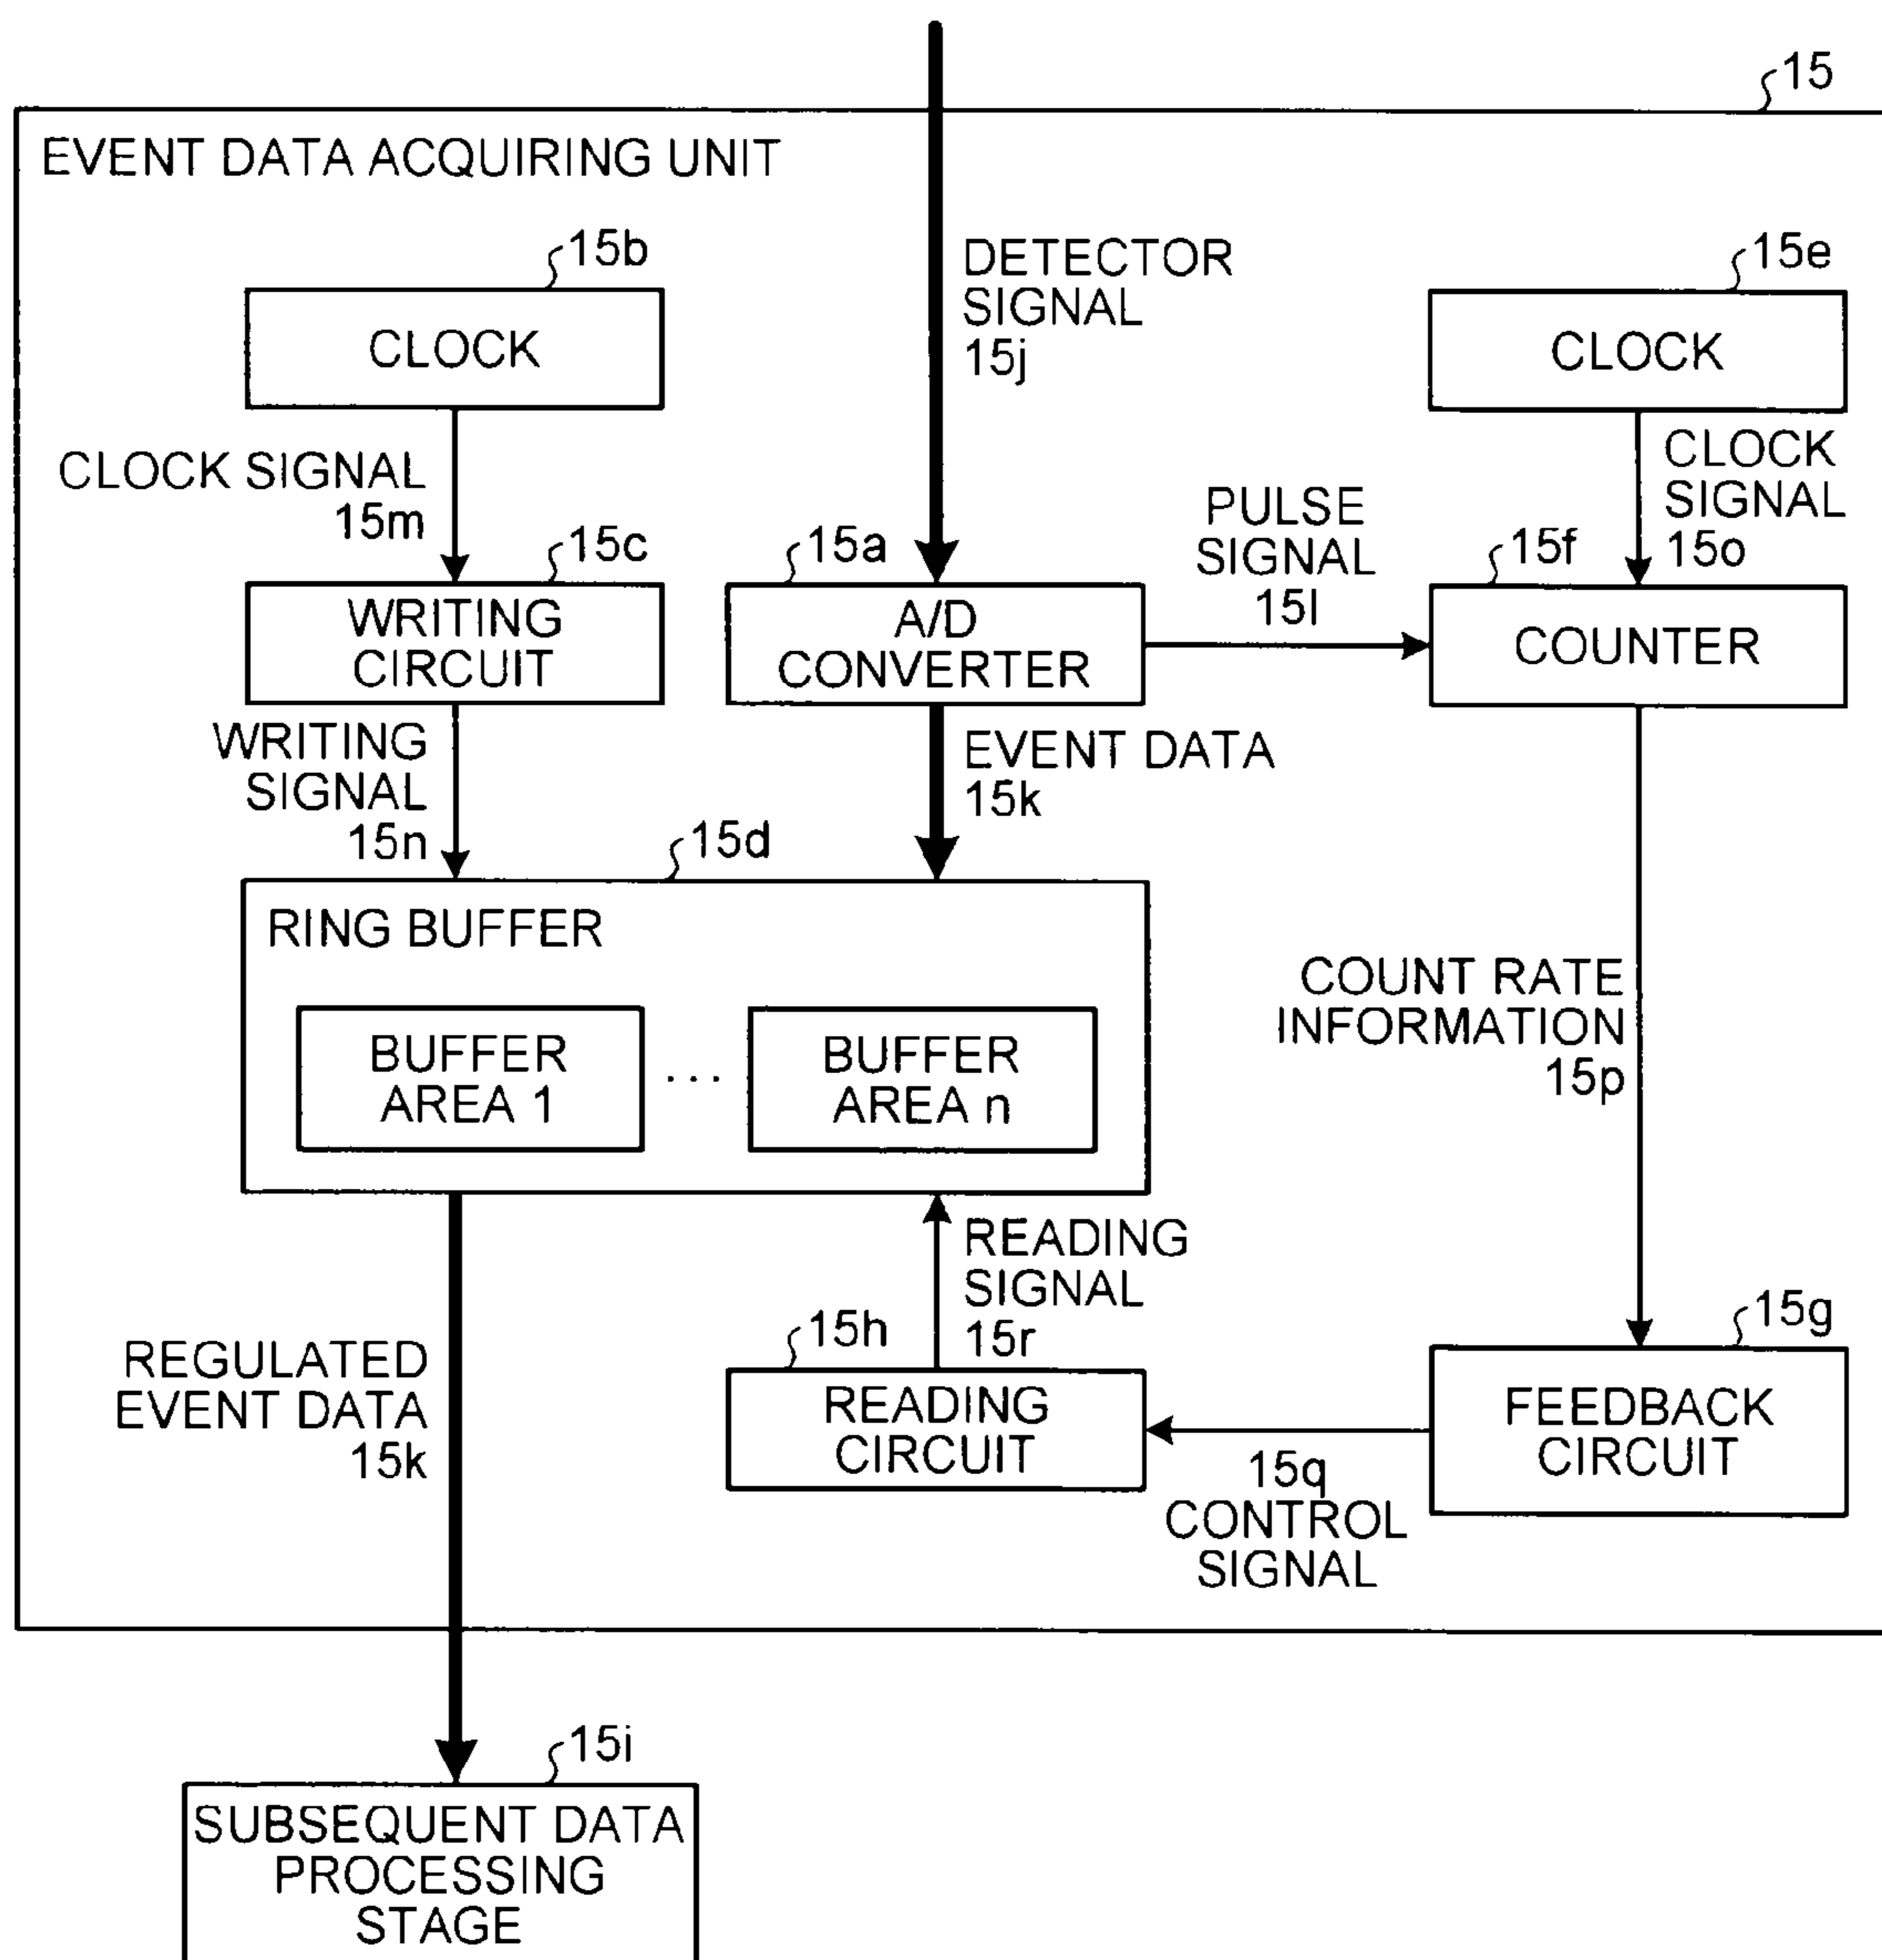 15
EVENT DATA ACQUIRING UNIT
15b
CLOCK
DETECTOR
SIGNAL
15j
15e
CLOCK
CLOCK SIGNAL
15m
CLOCK
SIGNAL
15o
PULSE
SIGNAL
15l
15c
WRITING
CIRCUIT
15a
A/D
CONVERTER
15f
COUNTER
WRITING
SIGNAL
15n
EVENT DATA
15k
15d
RING BUFFER
BUFFER
AREA 1
...
BUFFER
AREA n
COUNT RATE
INFORMATION
15p
READING
SIGNAL
15r
15h
READING
CIRCUIT
15g
FEEDBACK
CIRCUIT
REGULATED
EVENT DATA
15k
15q
CONTROL
SIGNAL
15i
SUBSEQUENT DATA
PROCESSING
STAGE